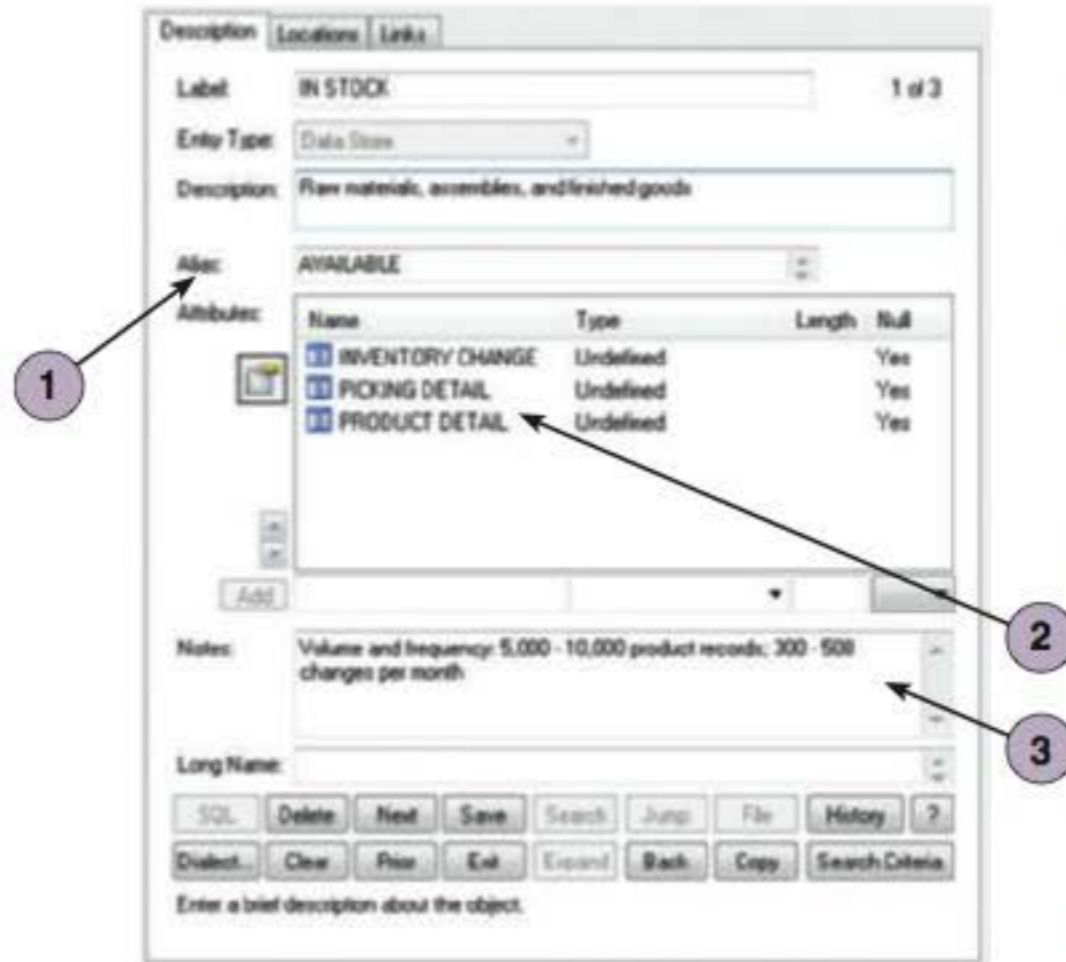 Description Locations Links
Label: IN STOCK 1 of 3
Entry Type: Data Store
Description: Raw materials, assemblies, and finished goods
Alias: AVAILABLE
Attributes: Name Type Length Null
INVENTORY CHANGE Undefined Yes
PICKING DETAIL Undefined Yes
PRODUCT DETAIL Undefined Yes
1
Add
2
Notes: Volume and frequency: 5,000 - 10,000 product records; 300 - 500
changes per month
3
Long Name:
SQL Delete Next Save Search Jump File History ?
Dialect... Clear Prior Exit Expand Back Copy Search Criteria
Enter a brief description about the object.